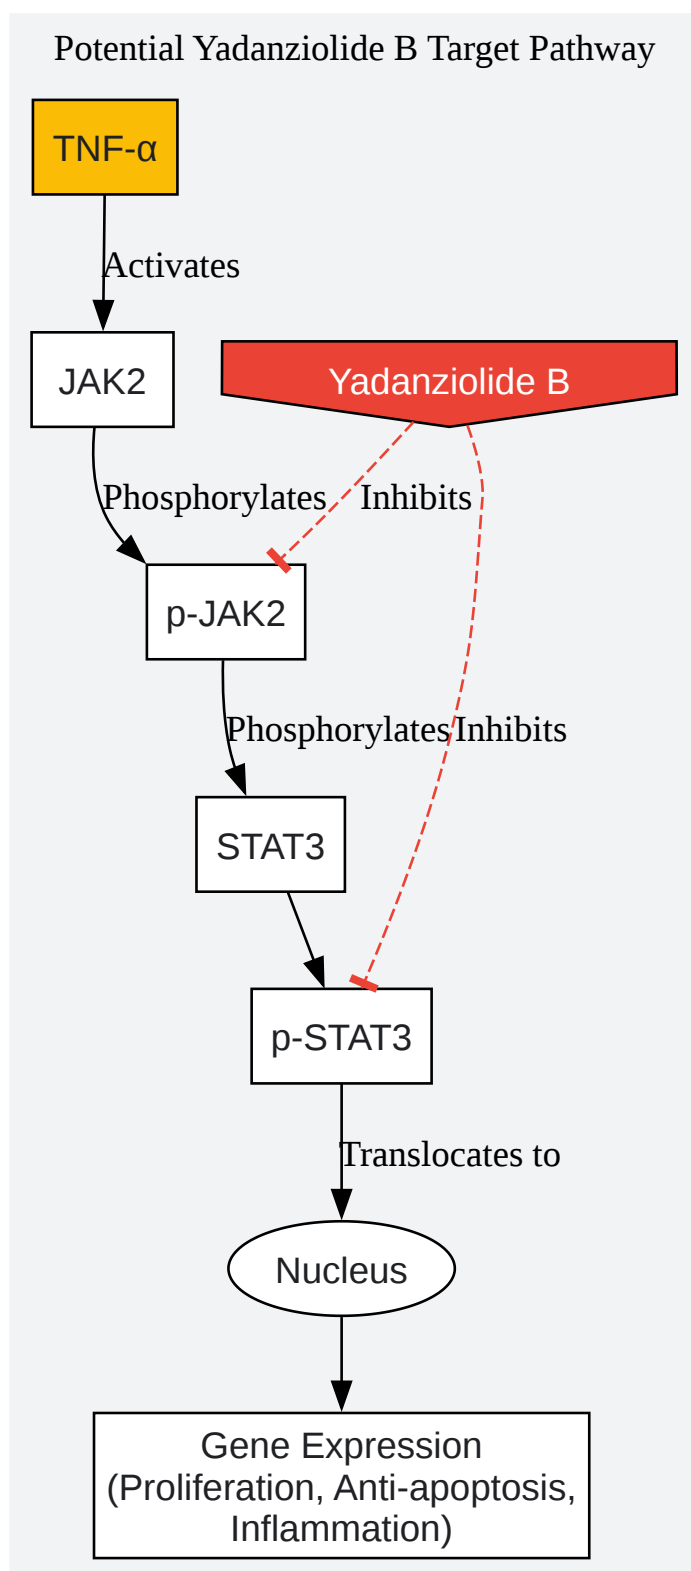 Potential Yadanziolide B Target Pathway
TNF-α
Activates
JAK2
Yadanziolide B
Phosphorylates
Inhibits
p-JAK2
Phosphorylates
Inhibits
STAT3
p-STAT3
Translocates to
Nucleus
Gene Expression
(Proliferation, Anti-apoptosis,
Inflammation)